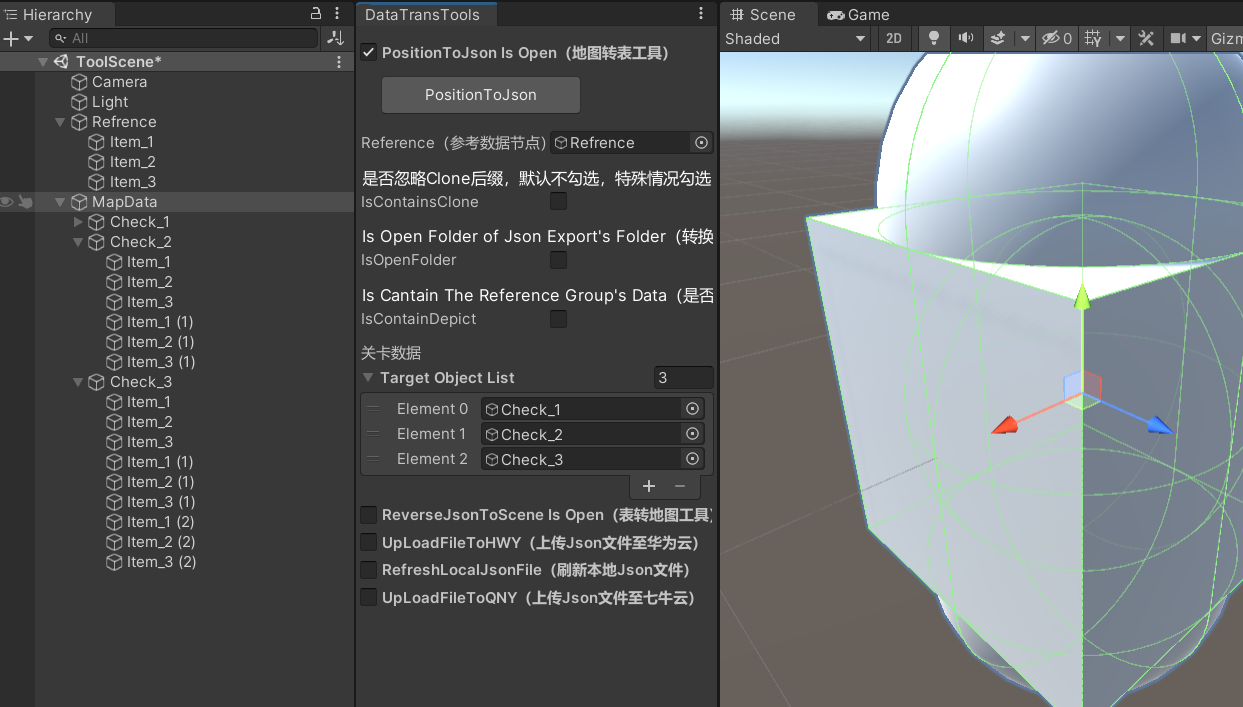 Hierarchy
All
ToolScene*
Camera
Light
Refrence
Item_1
Item_2
Item_3
MapData
Check_1
Check_2
Item_1
Item_2
Item_3
Item_1 (1)
Item_2 (1)
Item_3 (1)
Check_3
Item_1
Item_2
Item_3
Item_1 (1)
Item_2 (1)
Item_3 (1)
Item_1 (2)
Item_2 (2)
Item_3 (2)
DataTransTools
PositionToJson Is Open（地图转表工具）
PositionToJson
Reference（参考数据节点） Refrence
是否忽略Clone后缀，默认不勾选，特殊情况勾选
IsContainsClone
Is Open Folder of Json Export's Folder（转换
IsOpenFolder
Is Cantain The Reference Group's Data（是否
IsContainDepict
关卡数据
Target Object List 3
Element 0 Check_1
Element 1 Check_2
Element 2 Check_3
ReverseJsonToScene Is Open（表转地图工具）
UpLoadFileToHWY（上传Json文件至华为云）
RefreshLocalJsonFile（刷新本地Json文件）
UpLoadFileToQNY（上传Json文件至七牛云）
Scene Game
Shaded 2D 0 Gizm